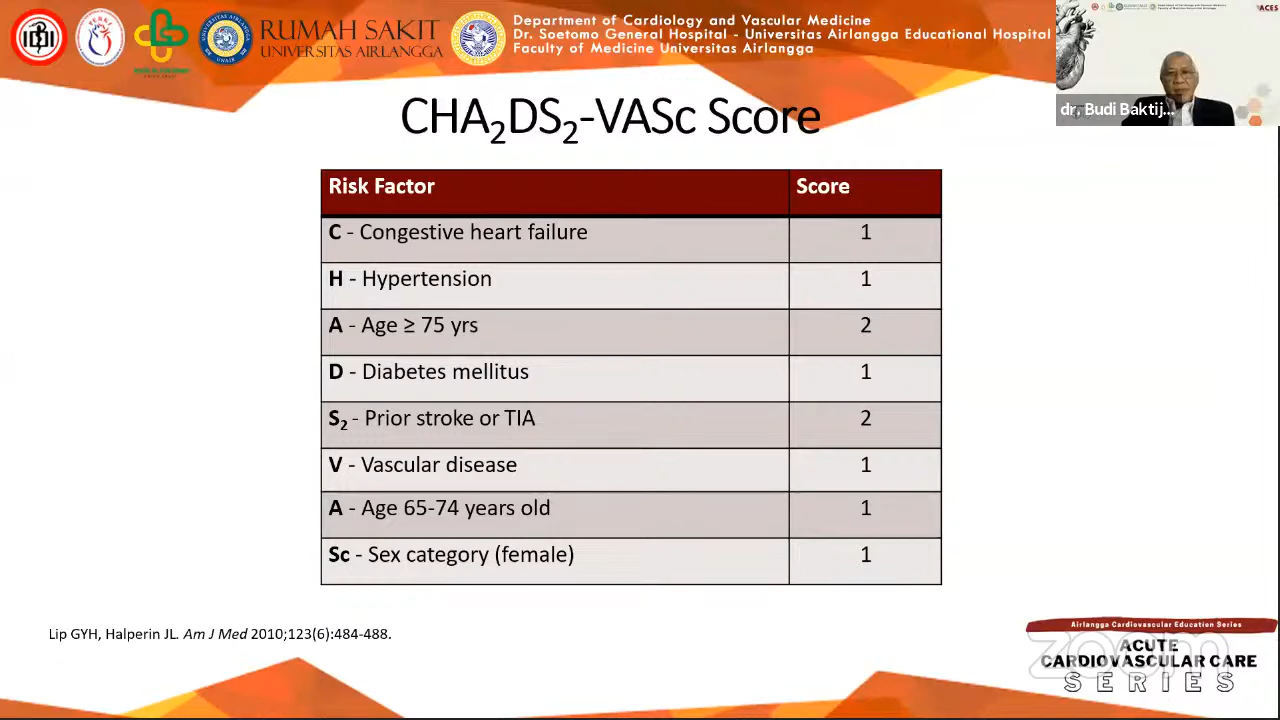 RUMAH SAKIT
UNIVERSITAS AIRLANGGA
Department of Cardiology and Vascular Medicine
Dr. Soetomo General Hospital - Universitas Airlangga Educational Hospital
Faculty of Medicine Universitas Airlangga
dr. Budi Baktij...
CHA₂DS₂-VASc Score
Risk Factor Score
C - Congestive heart failure 1
H - Hypertension 1
A - Age ≥ 75 yrs 2
D - Diabetes mellitus 1
S₂ - Prior stroke or TIA 2
V - Vascular disease 1
A - Age 65-74 years old 1
Sc - Sex category (female) 1
Lip GYH, Halperin JL. Am J Med 2010;123(6):484-488.
Airlangga Cardiovascular Education Series
zoom
ACUTE
CARDIOVASCULAR CARE
SERIES